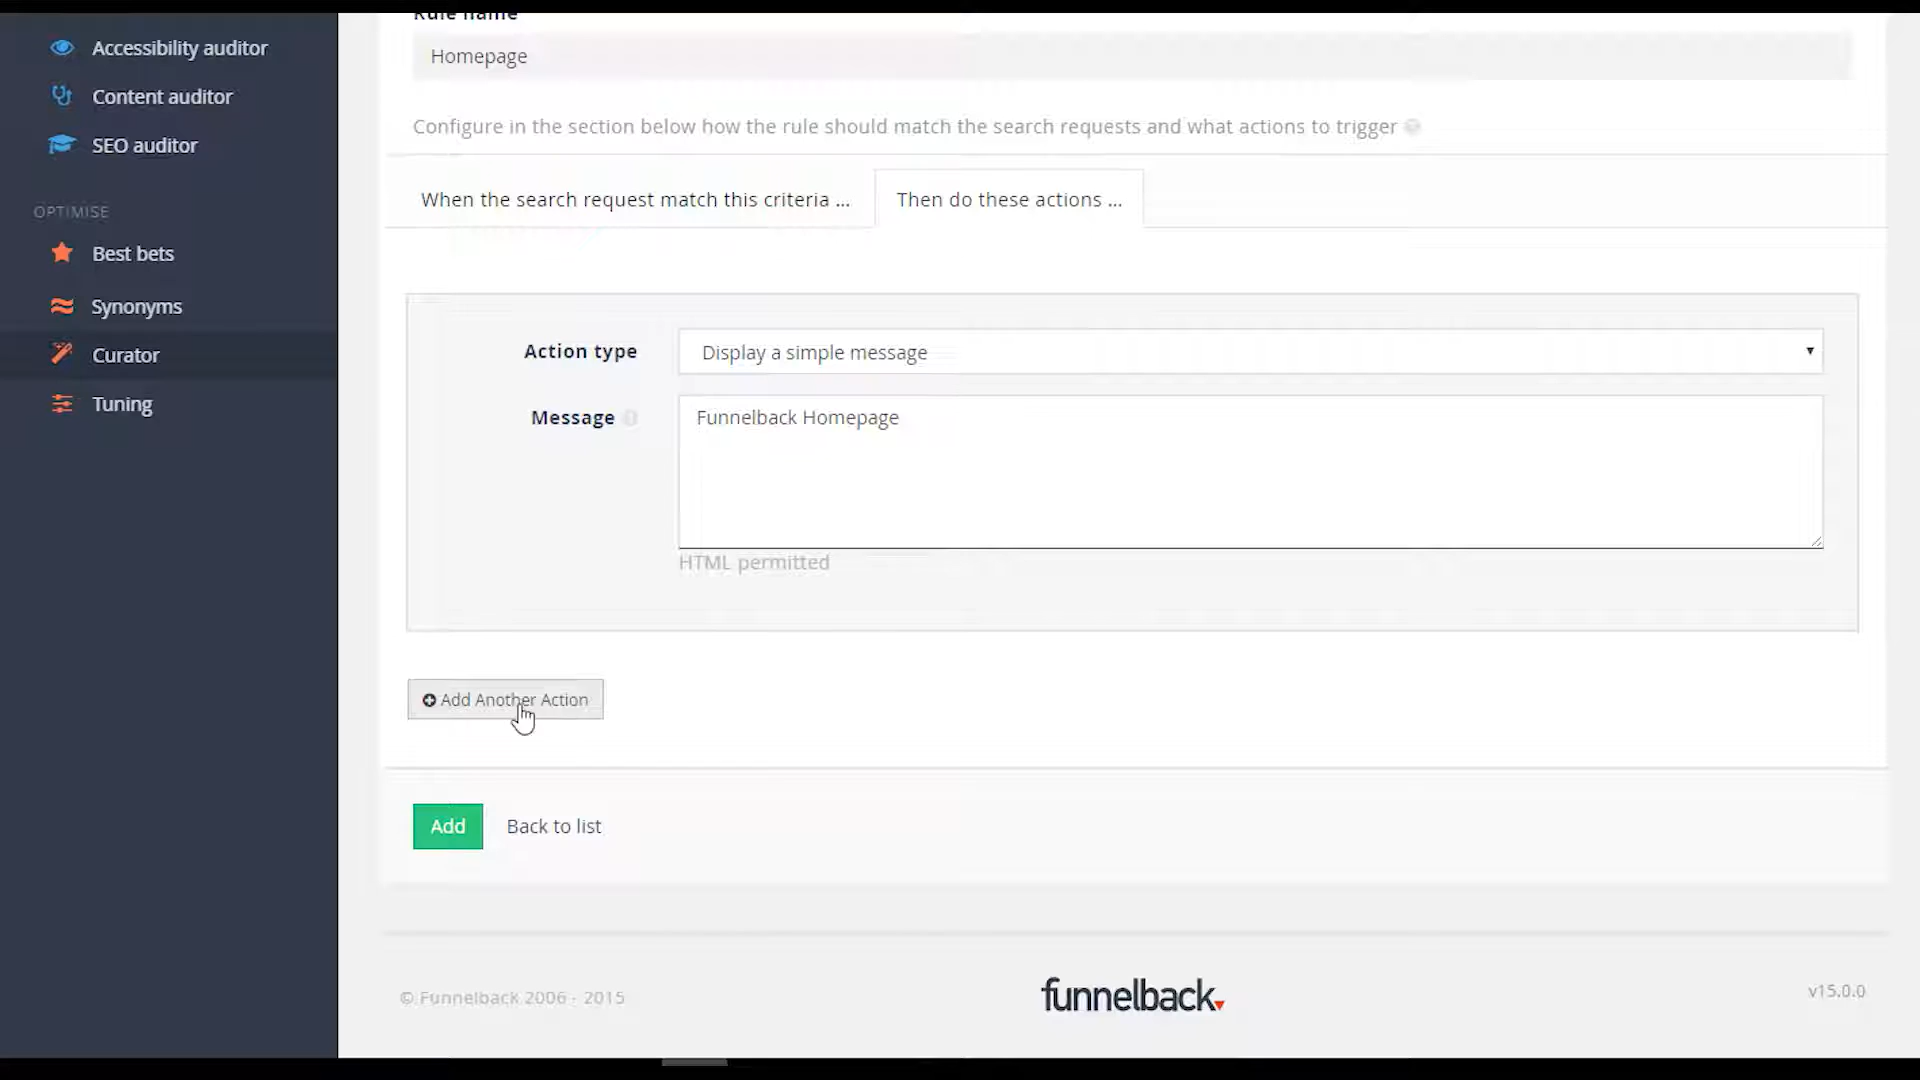 Rule name
Accessibility auditor
Content auditor
SEO auditor
OPTIMISE
Best bets
Synonyms
Curator
Tuning
Homepage
Configure in the section below how the rule should match the search requests and what actions to trigger
When the search request match this criteria ...
Then do these actions ...
Action type
Display a simple message
Message
Funnelback Homepage
HTML permitted
Add Another Action
Add
Back to list
© Funnelback 2006 - 2015
funnelback
v15.0.0